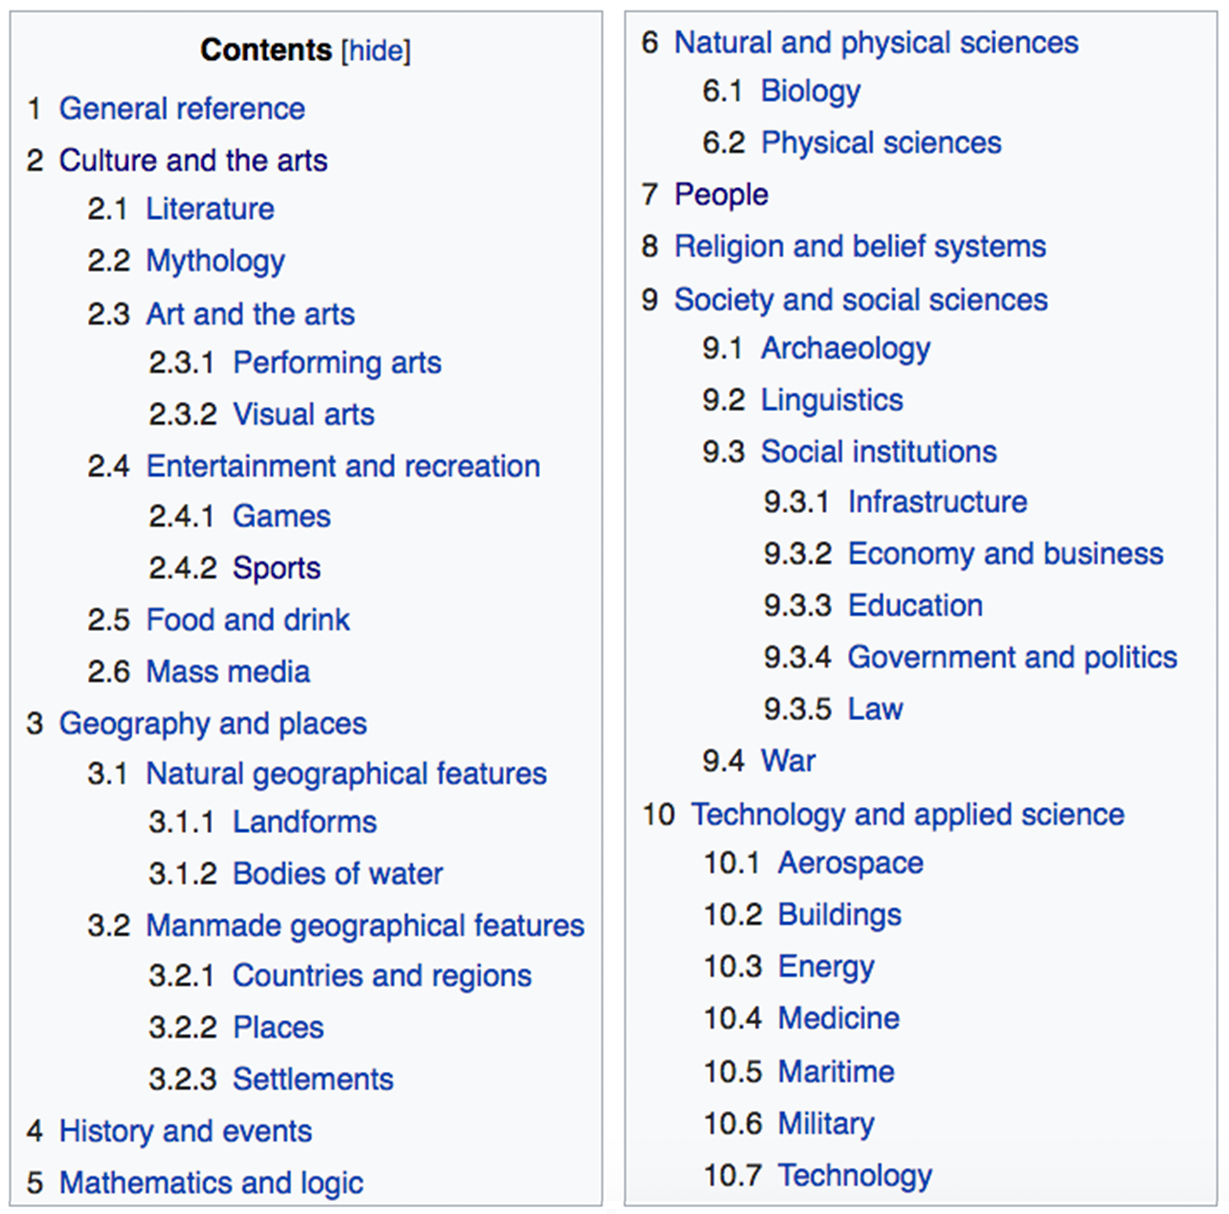 Contents [hide]
1 General reference
2 Culture and the arts
2.1 Literature
2.2 Mythology
2.3 Art and the arts
2.3.1 Performing arts
2.3.2 Visual arts
2.4 Entertainment and recreation
2.4.1 Games
2.4.2 Sports
2.5 Food and drink
2.6 Mass media
3 Geography and places
3.1 Natural geographical features
3.1.1 Landforms
3.1.2 Bodies of water
3.2 Manmade geographical features
3.2.1 Countries and regions
3.2.2 Places
3.2.3 Settlements
4 History and events
5 Mathematics and logic
6 Natural and physical sciences
6.1 Biology
6.2 Physical sciences
7 People
8 Religion and belief systems
9 Society and social sciences
9.1 Archaeology
9.2 Linguistics
9.3 Social institutions
9.3.1 Infrastructure
9.3.2 Economy and business
9.3.3 Education
9.3.4 Government and politics
9.3.5 Law
9.4 War
10 Technology and applied science
10.1 Aerospace
10.2 Buildings
10.3 Energy
10.4 Medicine
10.5 Maritime
10.6 Military
10.7 Technology